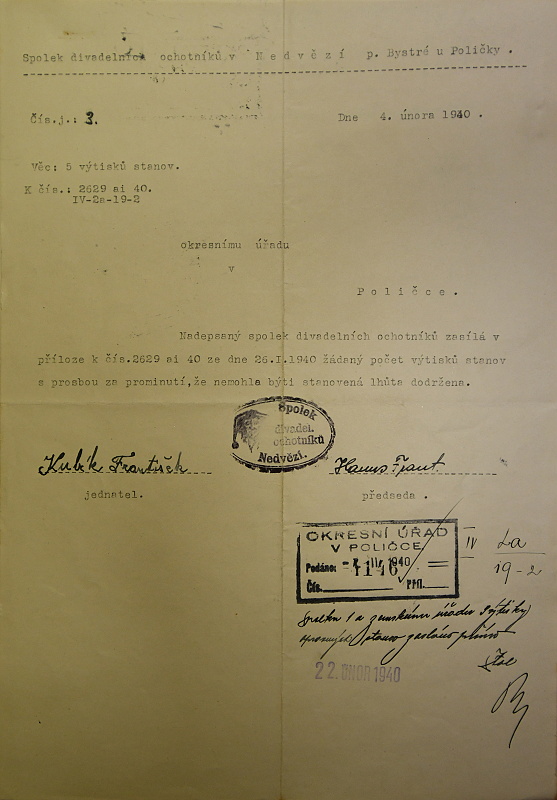 Spolek divadelních ochotníků v Nedvězí p. Bystré u Poličky .
Čís.j.: 3.
Dne 4. února 1940 .
Věc: 5 výtisků stanov.
K čís.: 2629 ai 40.
IV-2a-19-2
okresnímu úřadu
v
Poličce .
Nadepsaný spolek divadelních ochotníků zasílá v
příloze k čís.2629 ai 40 ze dne 26.I.1940 žádaný počet výtisků stanov
s prosbou za prominutí,že nemohla býti stanovená lhůta dodržena.
Spolek
divadel.
ochotníků
Nedvězí.
Kubík František
jednatel.
předseda .
OKRESNÍ ÚŘAD
V POLIČCE
Podáno: 1940
Čís. Příl.
IV 2a
19-2
22. ÚNOR 1940